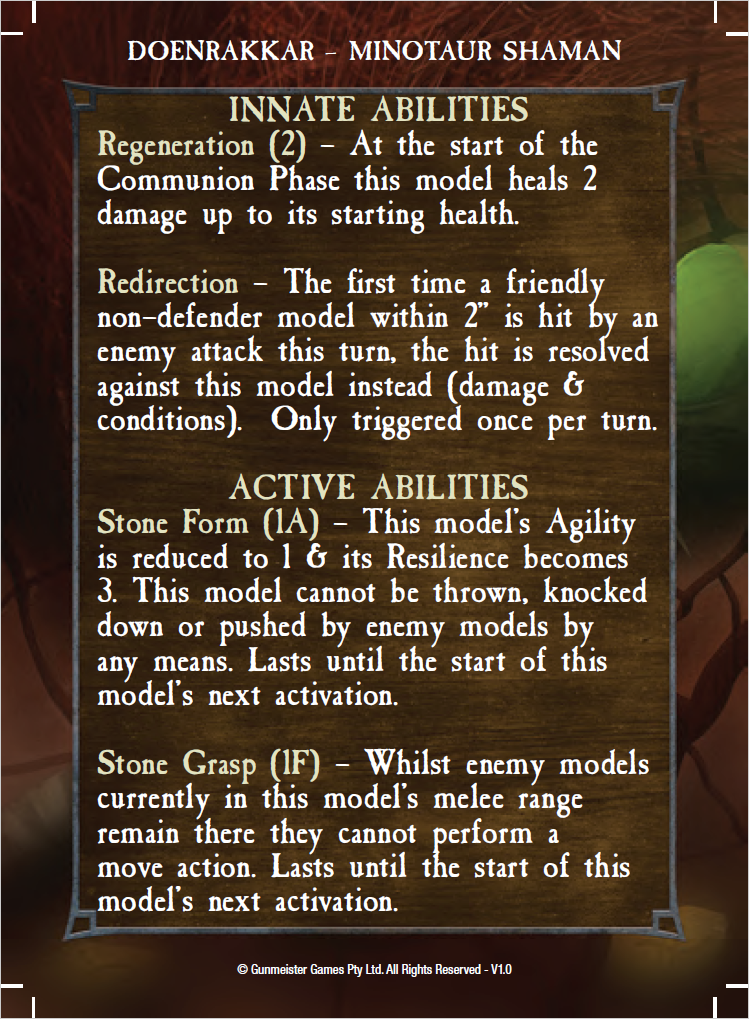 DOENRAKKAR – MINOTAUR SHAMAN
INNATE ABILITIES
Regeneration (2) – At the start of the
Communion Phase this model heals 2
damage up to its starting health.
Redirection – The first time a friendly
non-defender model within 2” is hit by an
enemy attack this turn, the hit is resolved
against this model instead (damage &
conditions). Only triggered once per turn.
ACTIVE ABILITIES
Stone Form (1A) – This model's Agility
is reduced to 1 & its Resilience becomes
3. This model cannot be thrown, knocked
down or pushed by enemy models by
any means. Lasts until the start of this
model's next activation.
Stone Grasp (1F) – Whilst enemy models
currently in this model's melee range
remain there they cannot perform a
move action. Lasts until the start of this
model's next activation.
© Gunmeister Games Pty Ltd. All Rights Reserved - V1.0